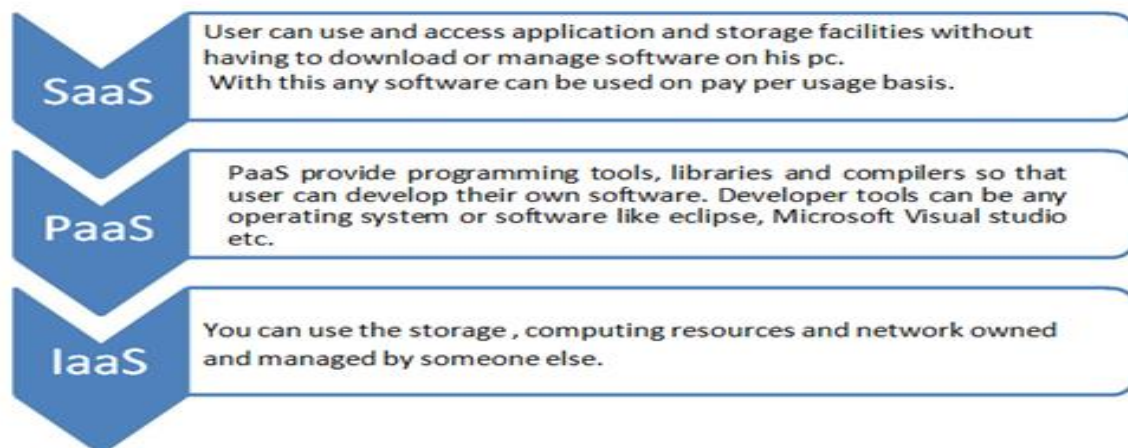 SaaS
User can use and access application and storage facilities without
having to download or manage software on his pc.
With this any software can be used on pay per usage basis.
PaaS
PaaS provide programming tools, libraries and compilers so that
user can develop their own software. Developer tools can be any
operating system or software like eclipse, Microsoft Visual studio
etc.
IaaS
You can use the storage , computing resources and network owned
and managed by someone else.